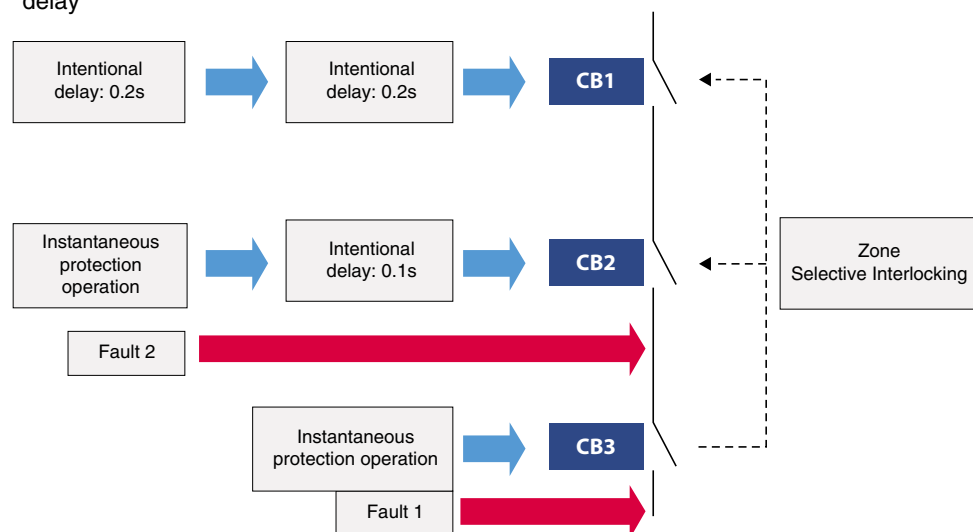 delay
Intentional
delay: 0.2s
Intentional
delay: 0.2s
CB1
Instantaneous
protection
operation
Intentional
delay: 0.1s
CB2
Zone
Selective Interlocking
Fault 2
Instantaneous
protection operation
CB3
Fault 1